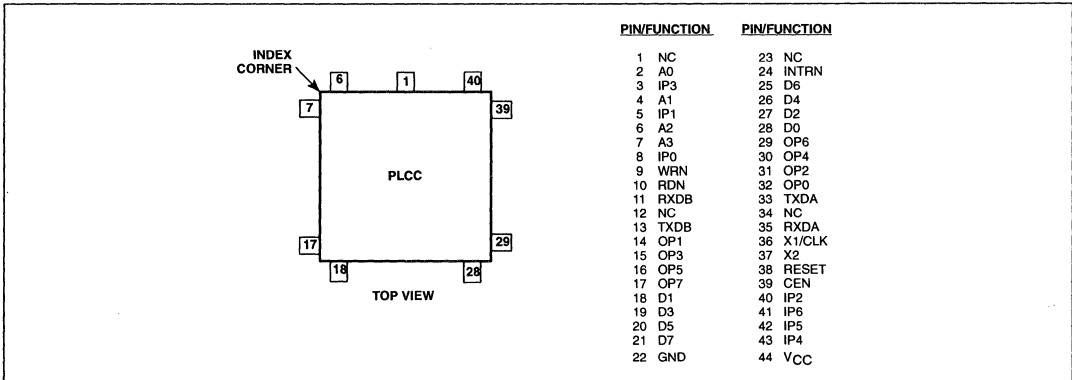 INDEX
CORNER
6 1 40
7 39
PLCC
17 29
18 28
TOP VIEW
PIN/FUNCTION PIN/FUNCTION
1 NC 23 NC
2 A0 24 INTRN
3 IP3 25 D6
4 A1 26 D4
5 IP1 27 D2
6 A2 28 D0
7 A3 29 OP6
8 IP0 30 OP4
9 WRN 31 OP2
10 RDN 32 OP0
11 RXDB 33 TXDA
12 NC 34 NC
13 TXDB 35 RXDA
14 OP1 36 X1/CLK
15 OP3 37 X2
16 OP5 38 RESET
17 OP7 39 CEN
18 D1 40 IP2
19 D3 41 IP6
20 D5 42 IP5
21 D7 43 IP4
22 GND 44 VCC